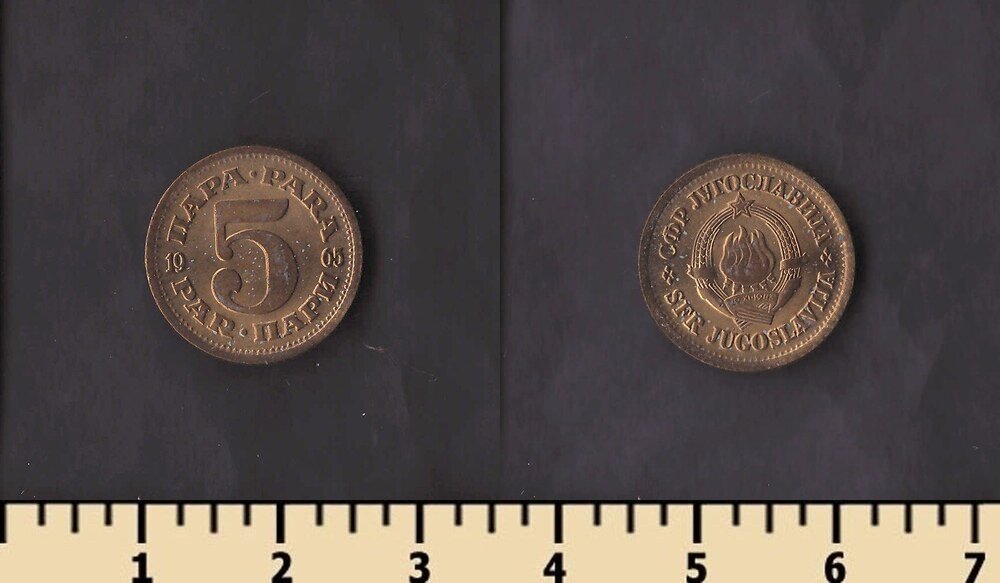 ПАРА · PARA
5
19 65
PAR · ПАРИ
СФР ЈУГОСЛАВИЈА
SFR JUGOSLAVIJA
1 2 3 4 5 6 7